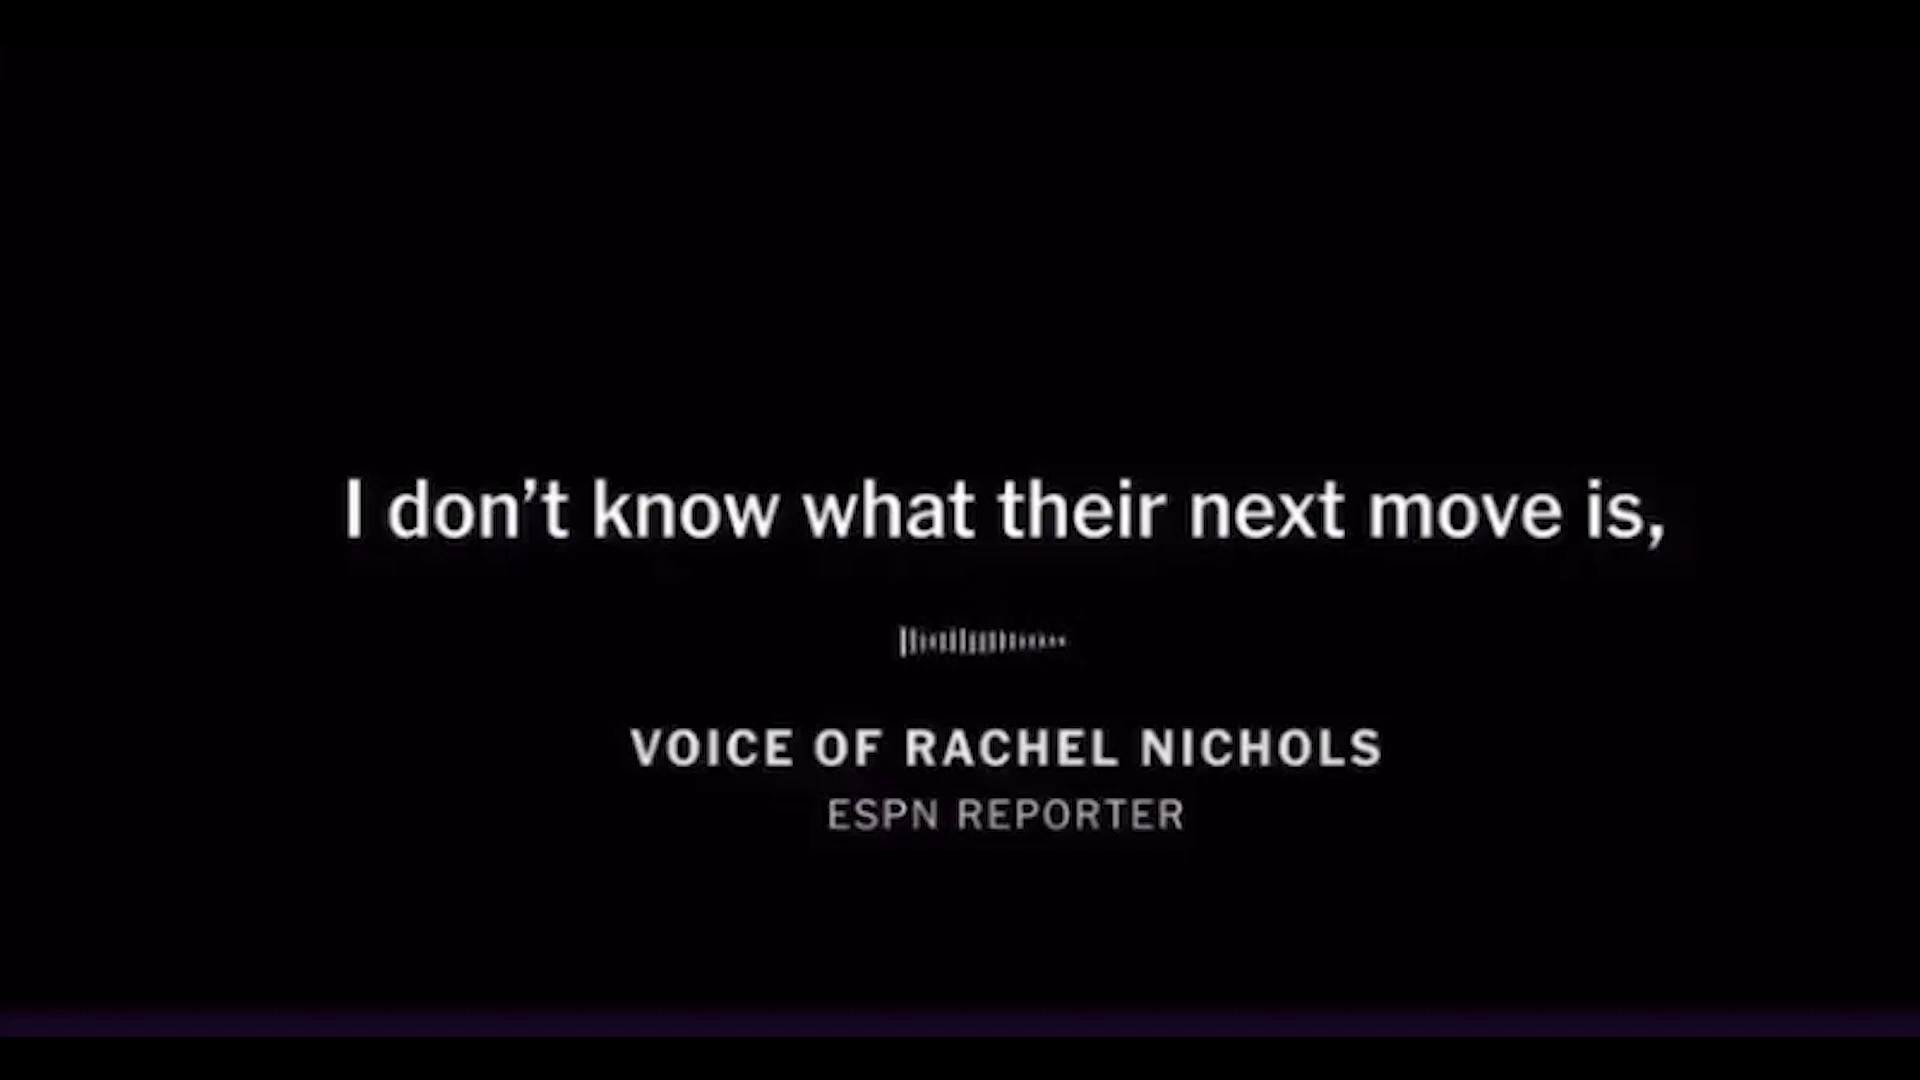 I don’t know what their next move is,
VOICE OF RACHEL NICHOLS
ESPN REPORTER